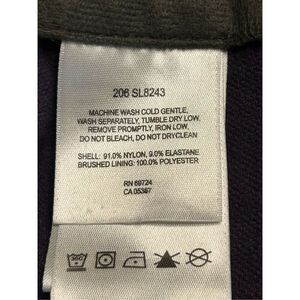 206 SL8243
MACHINE WASH COLD GENTLE,
WASH SEPARATELY, TUMBLE DRY LOW,
REMOVE PROMPTLY, IRON LOW,
DO NOT BLEACH, DO NOT DRYCLEAN
SHELL: 91.0% NYLON, 9.0% ELASTANE
BRUSHED LINING: 100.0% POLYESTER
RN 69724
CA 05367